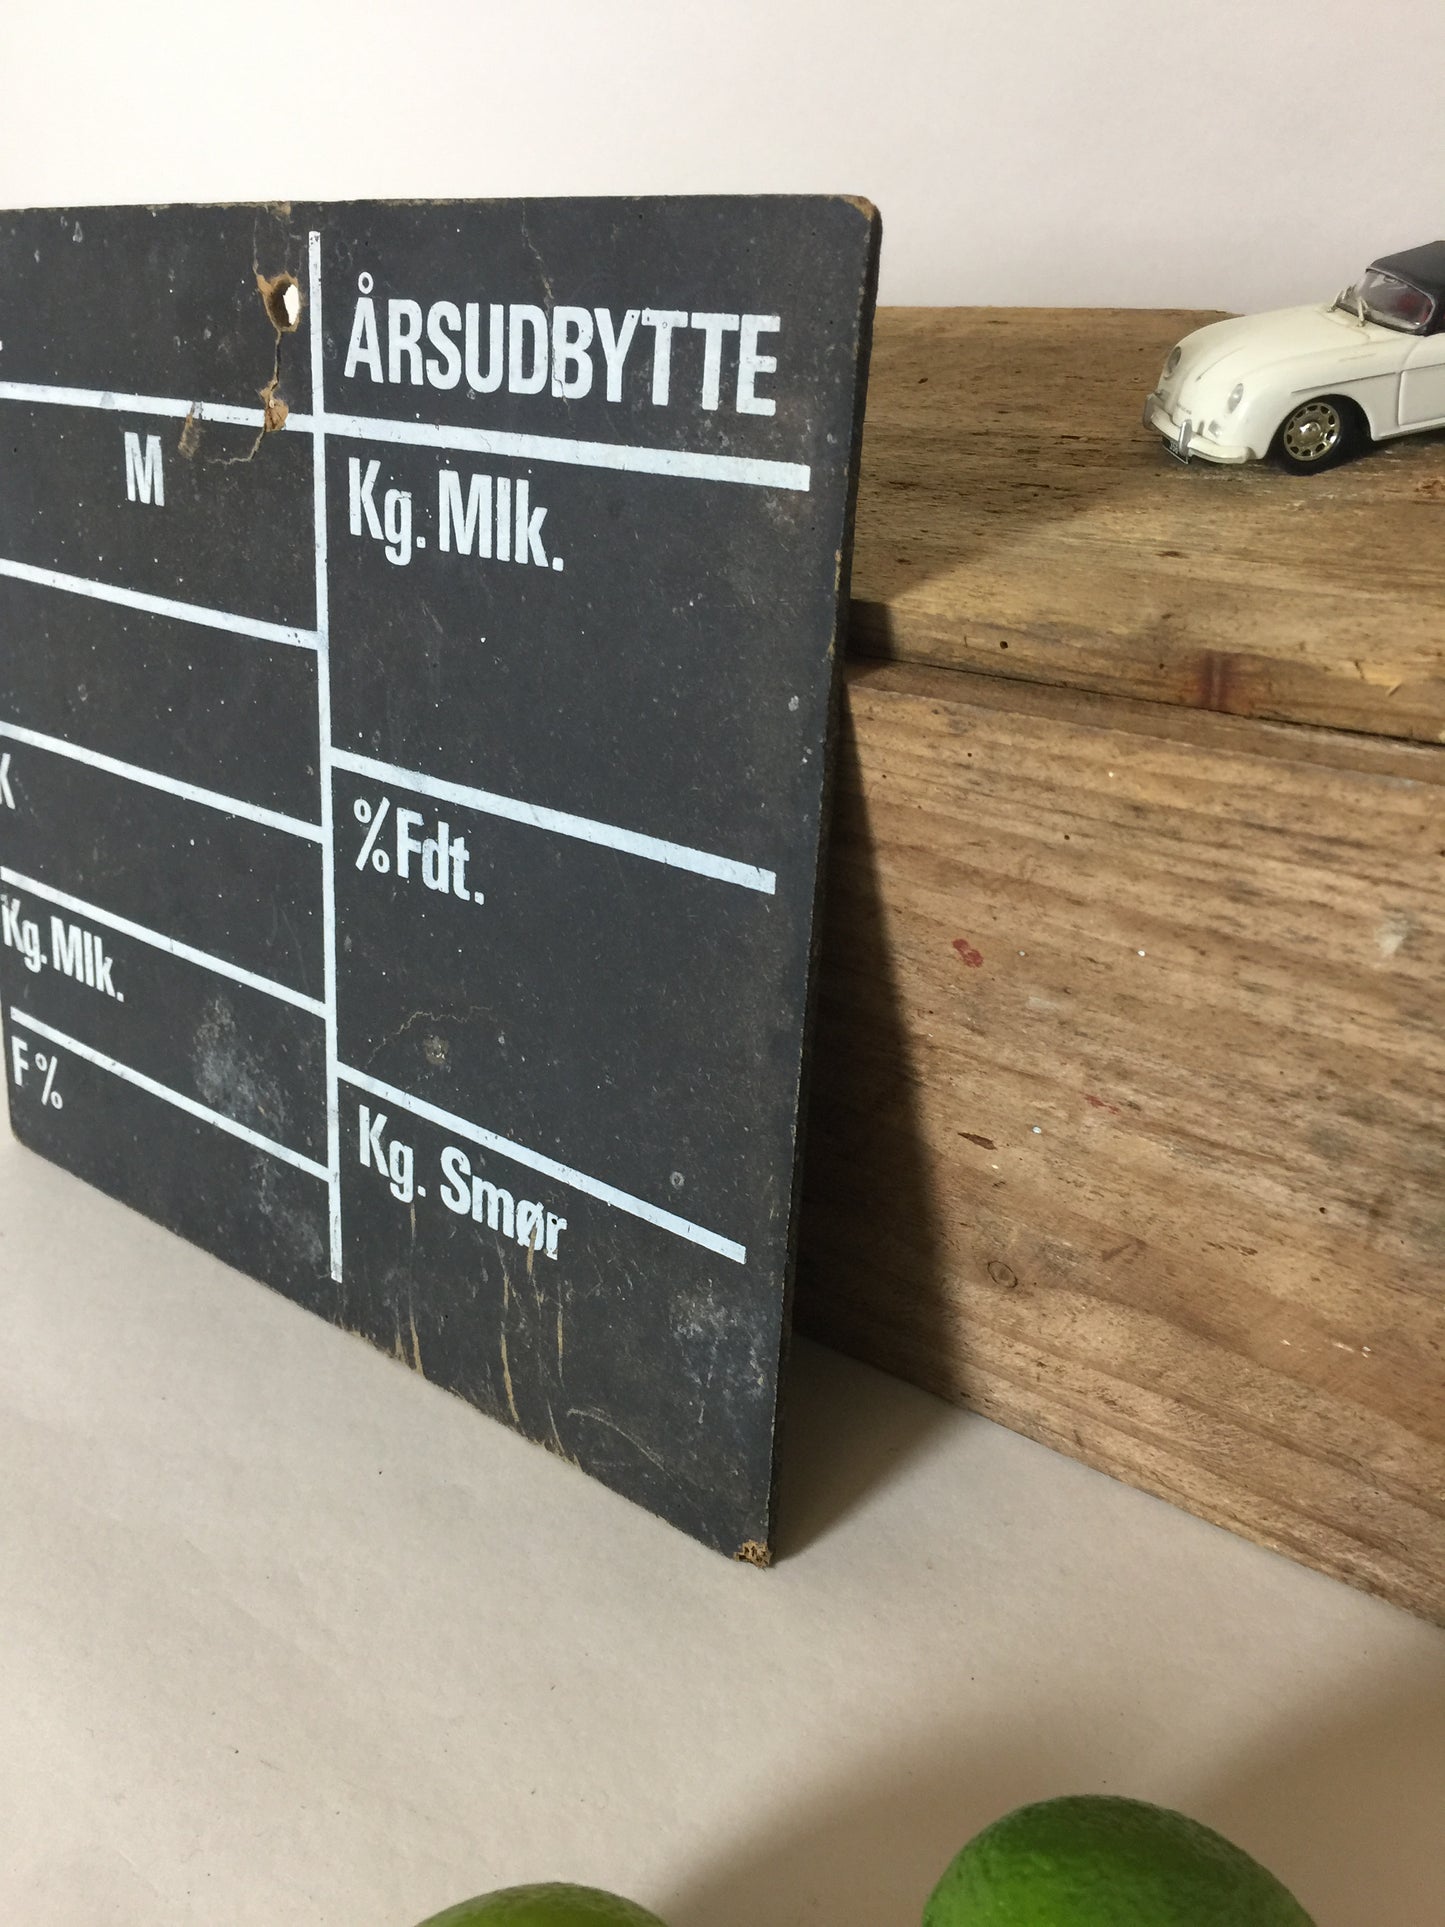 M
K
Kg. Mlk.
F %
ÅRSUDBYTTE
Kg. Mlk.
% Fdt.
Kg. Smør